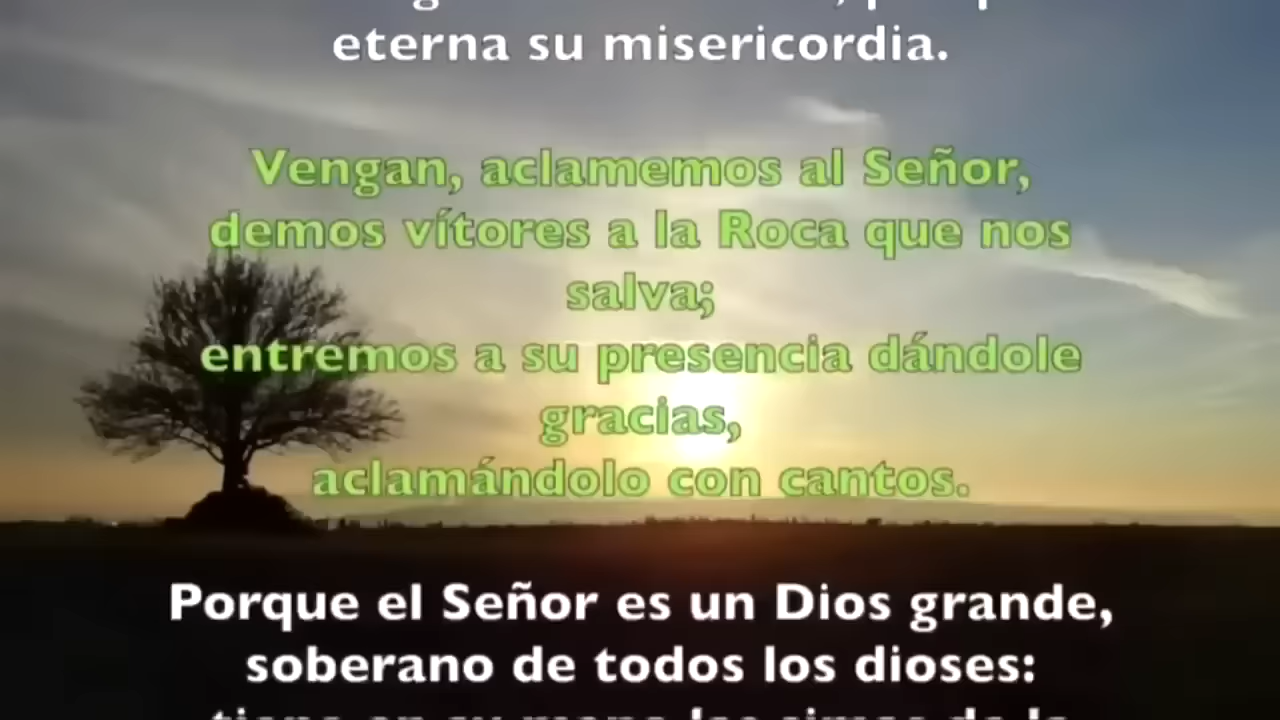 eterna su misericordia.
Vengan, aclamemos al Señor,
demos vítores a la Roca que nos
salva;
entremos a su presencia dándole
gracias,
aclamándolo con cantos.
Porque el Señor es un Dios grande,
soberano de todos los dioses: